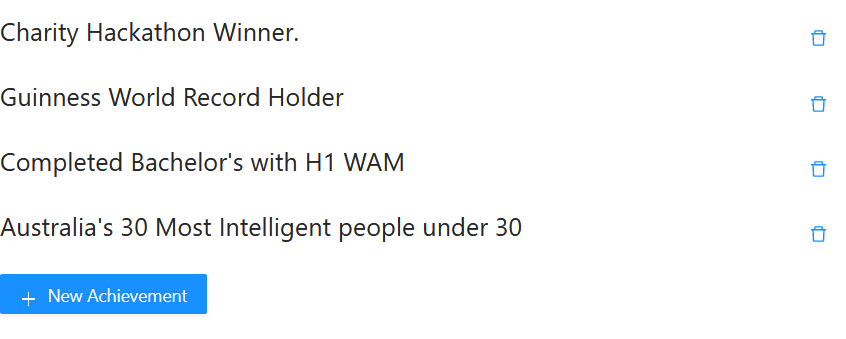 Charity Hackathon Winner.
Guinness World Record Holder
Completed Bachelor's with H1 WAM
Australia's 30 Most Intelligent people under 30
+ New Achievement